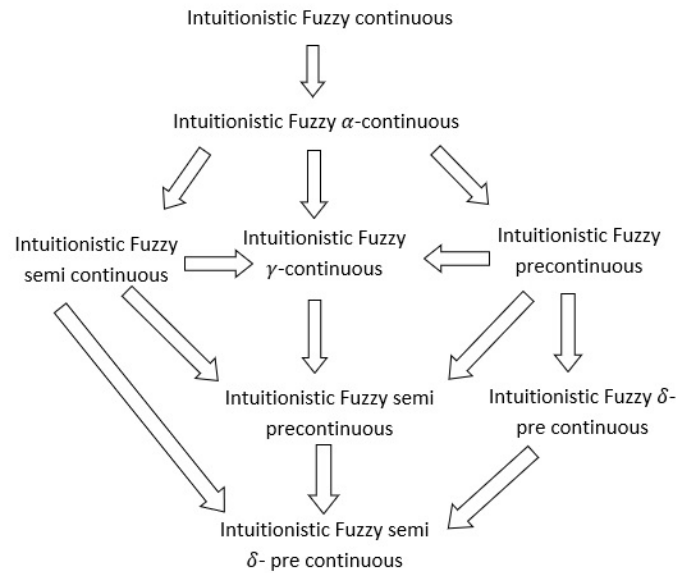 Intuitionistic Fuzzy continuous
Intuitionistic Fuzzy α-continuous
Intuitionistic Fuzzy
semi continuous
Intuitionistic Fuzzy
γ-continuous
Intuitionistic Fuzzy
precontinuous
Intuitionistic Fuzzy semi
precontinuous
Intuitionistic Fuzzy δ-
pre continuous
Intuitionistic Fuzzy semi
δ- pre continuous